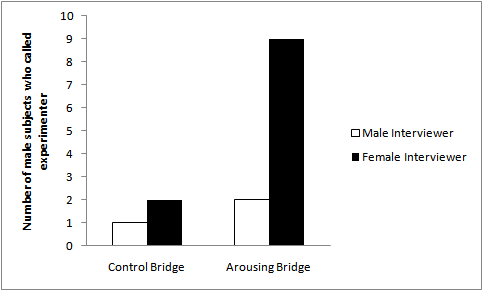 Number of male subjects who called
experimenter
10
9
8
7
6
5
4
3
2
1
0
Control Bridge
Arousing Bridge
Male Interviewer
Female Interviewer